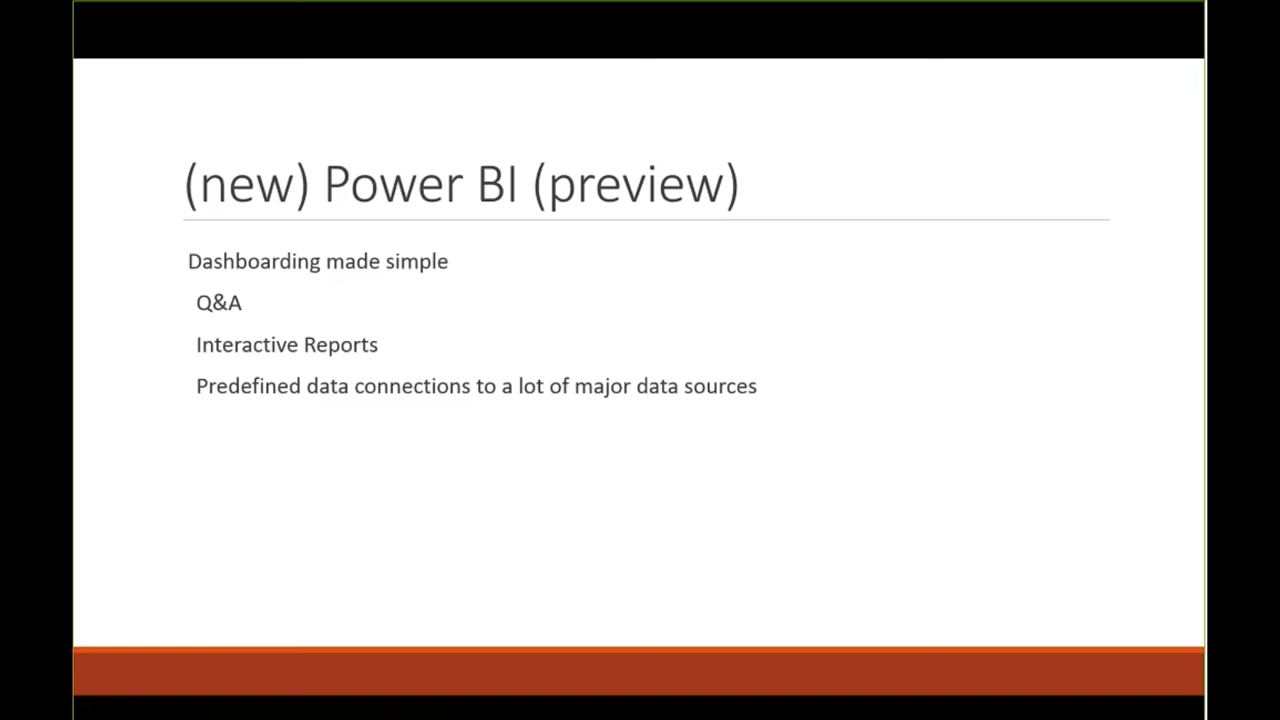 (new) Power BI (preview)
Dashboarding made simple
Q&A
Interactive Reports
Predefined data connections to a lot of major data sources